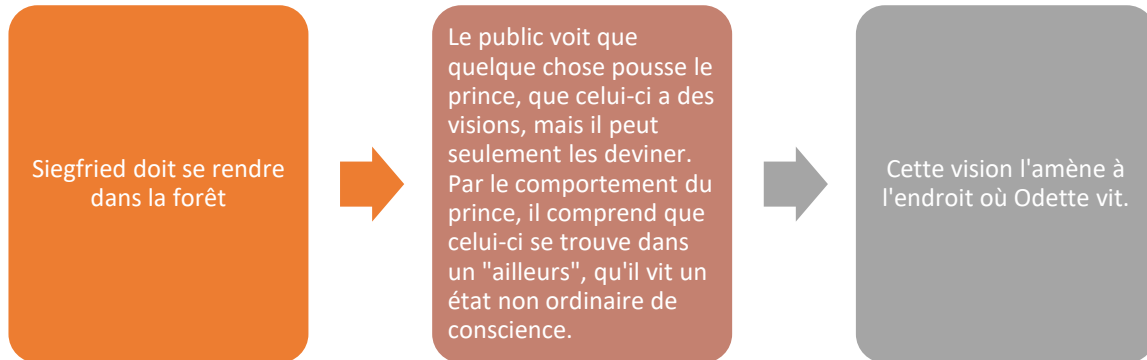 Siegfried doit se rendre
dans la forêt
Le public voit que
quelque chose pousse le
prince, que celui-ci a des
visions, mais il peut
seulement les deviner.
Par le comportement du
prince, il comprend que
celui-ci se trouve dans
un "ailleurs", qu'il vit un
état non ordinaire de
conscience.
Cette vision l'amène à
l'endroit où Odette vit.